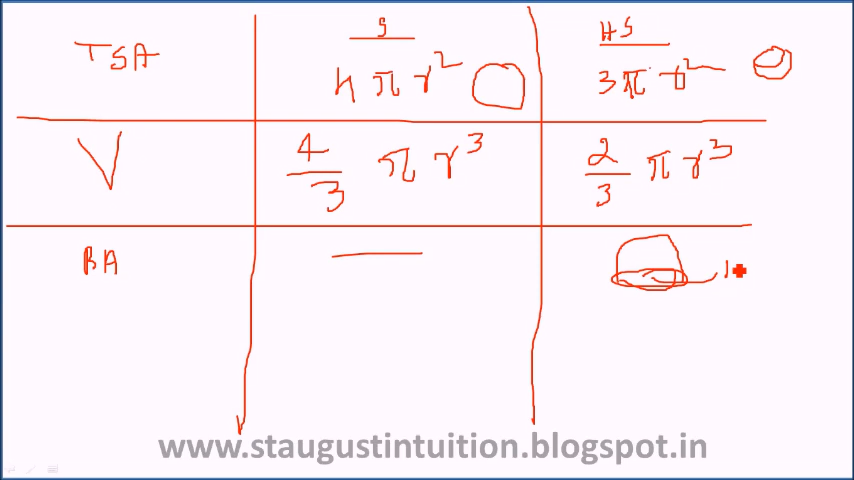 S HS
TSA 4πr² 3πr²
V 4/3 πr³ 2/3 πr³
BA —
www.staugustintuition.blogspot.in